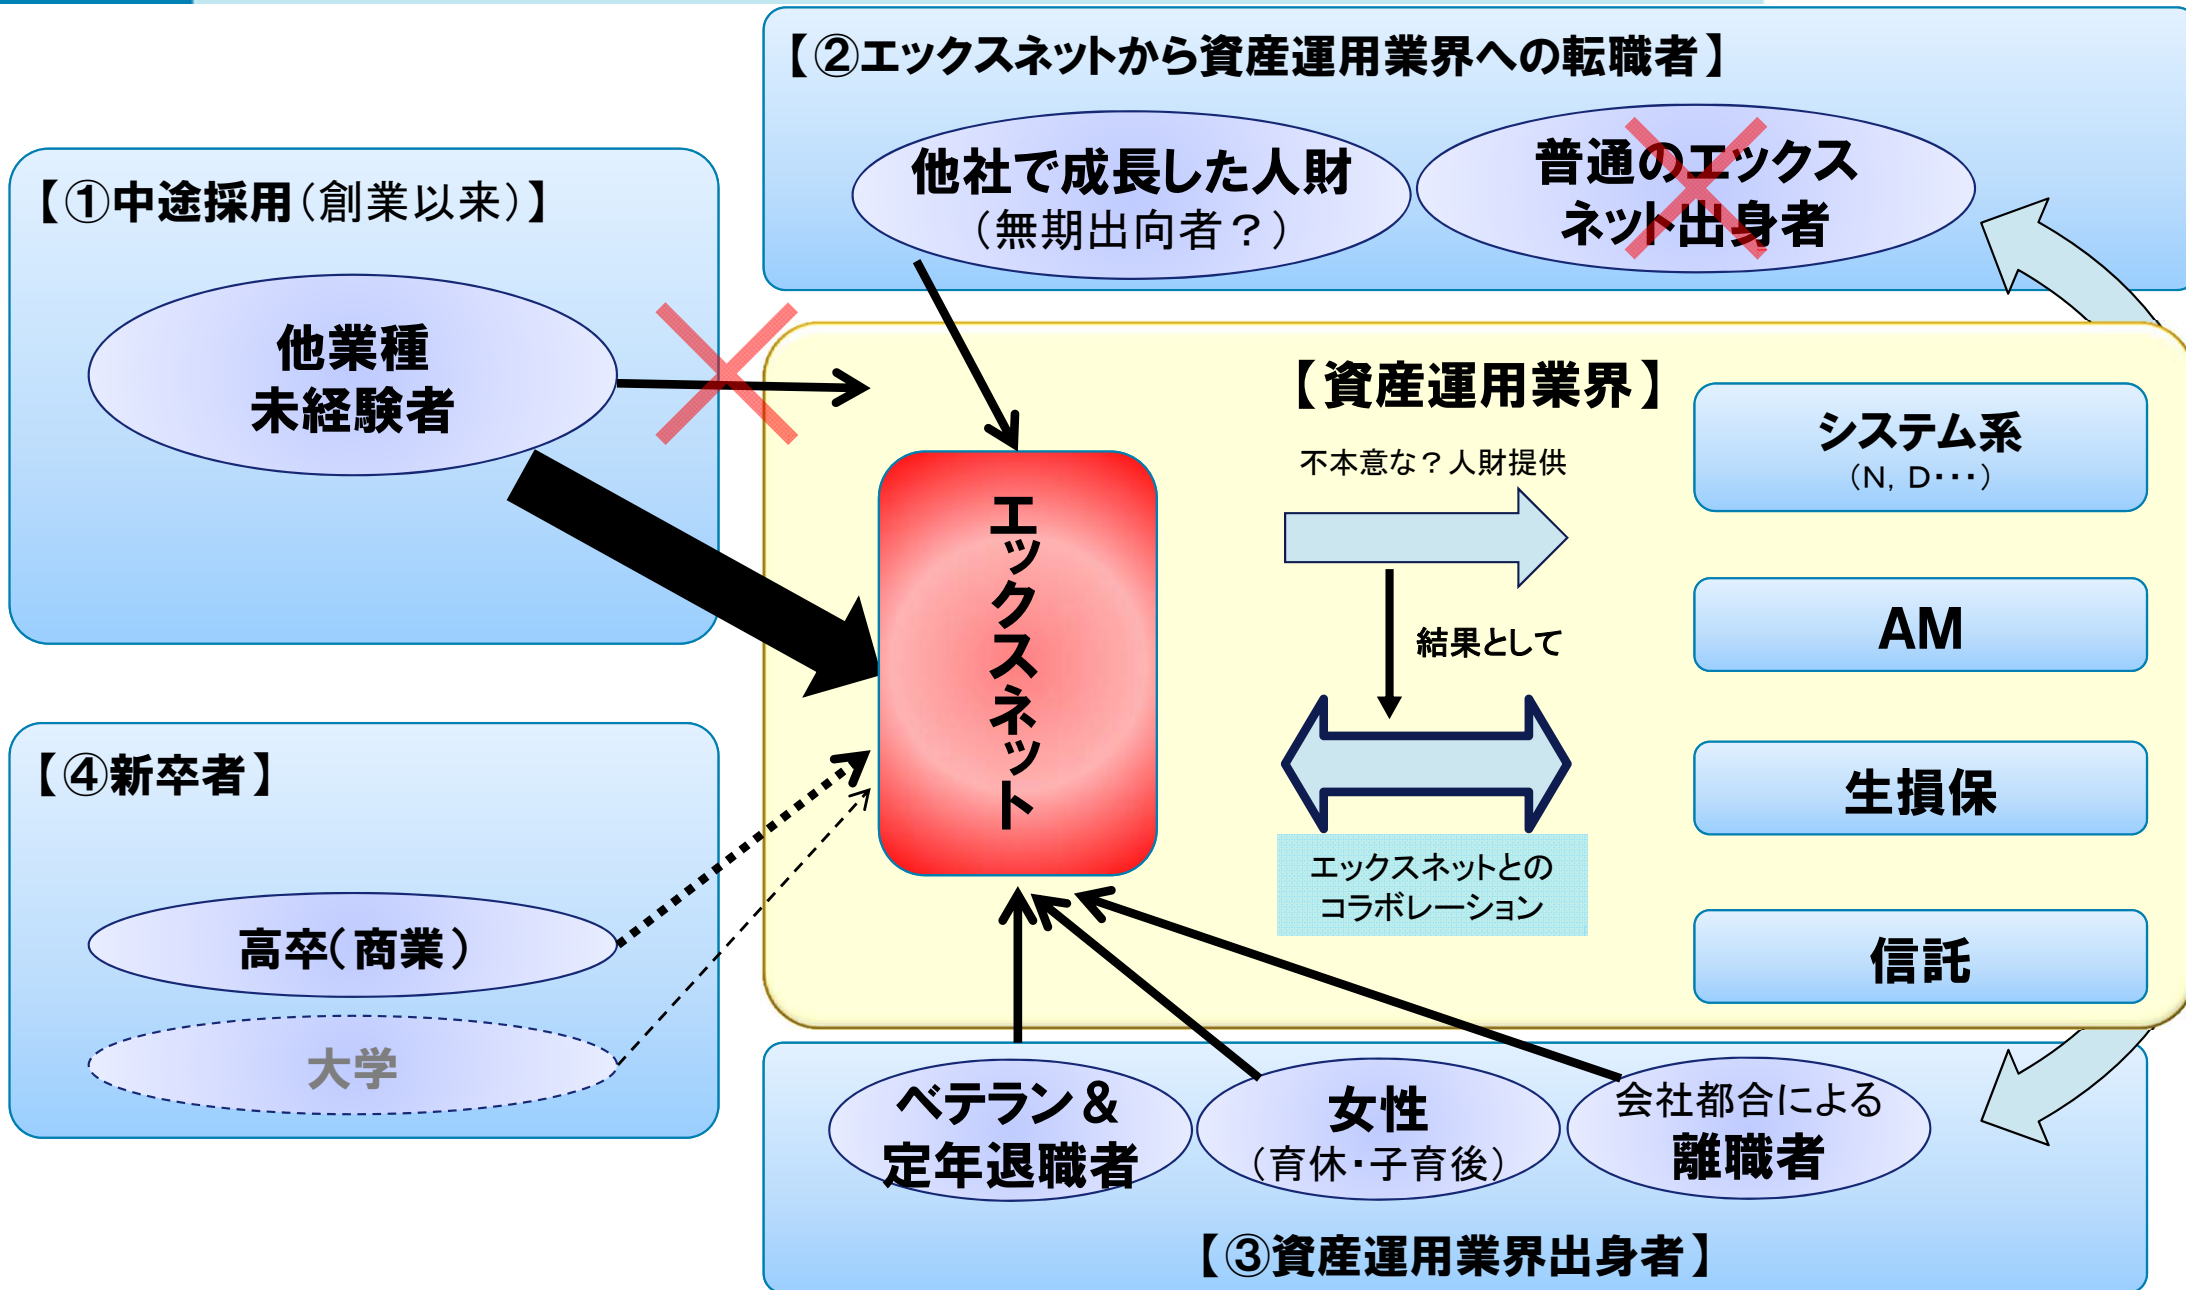 【②エックスネットから資産運用業界への転職者】
他社で成長した人財
（無期出向者？）
普通のエックス
ネット出身者
【①中途採用（創業以来）】
他業種
未経験者
【資産運用業界】
不本意な？人財提供
結果として
エックスネットとの
コラボレーション
エックスネット
システム系
（N, D･･･）
AM
生損保
信託
【④新卒者】
高卒（商業）
大学
ベテラン＆
定年退職者
女性
（育休・子育後）
会社都合による
離職者
【③資産運用業界出身者】